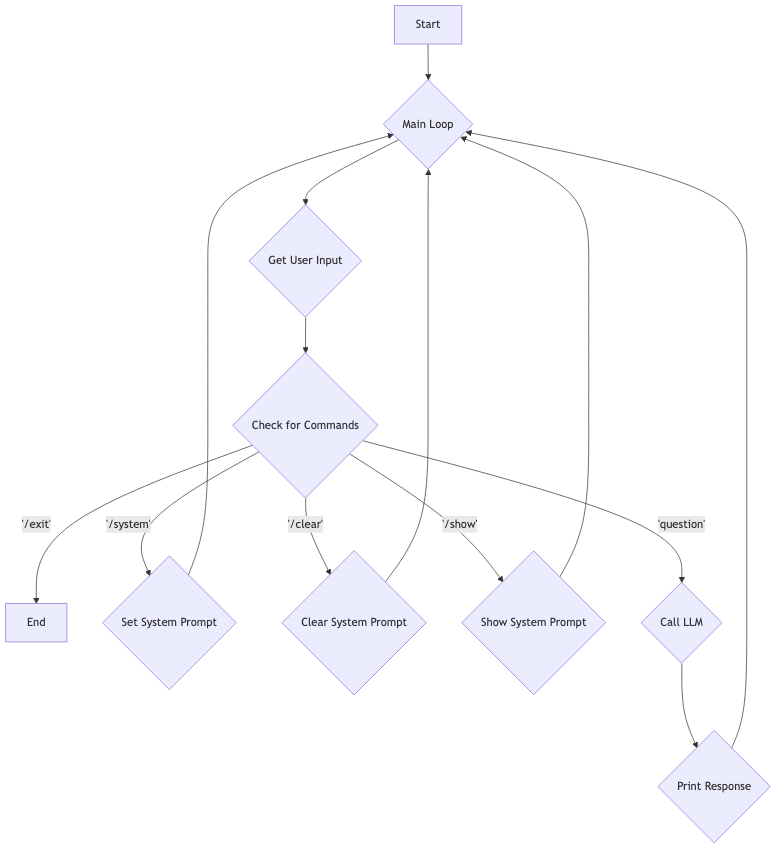 Start
Main Loop
Get User Input
Check for Commands
'/exit'
'/system'
'/clear'
'/show'
'question'
End
Set System Prompt
Clear System Prompt
Show System Prompt
Call LLM
Print Response